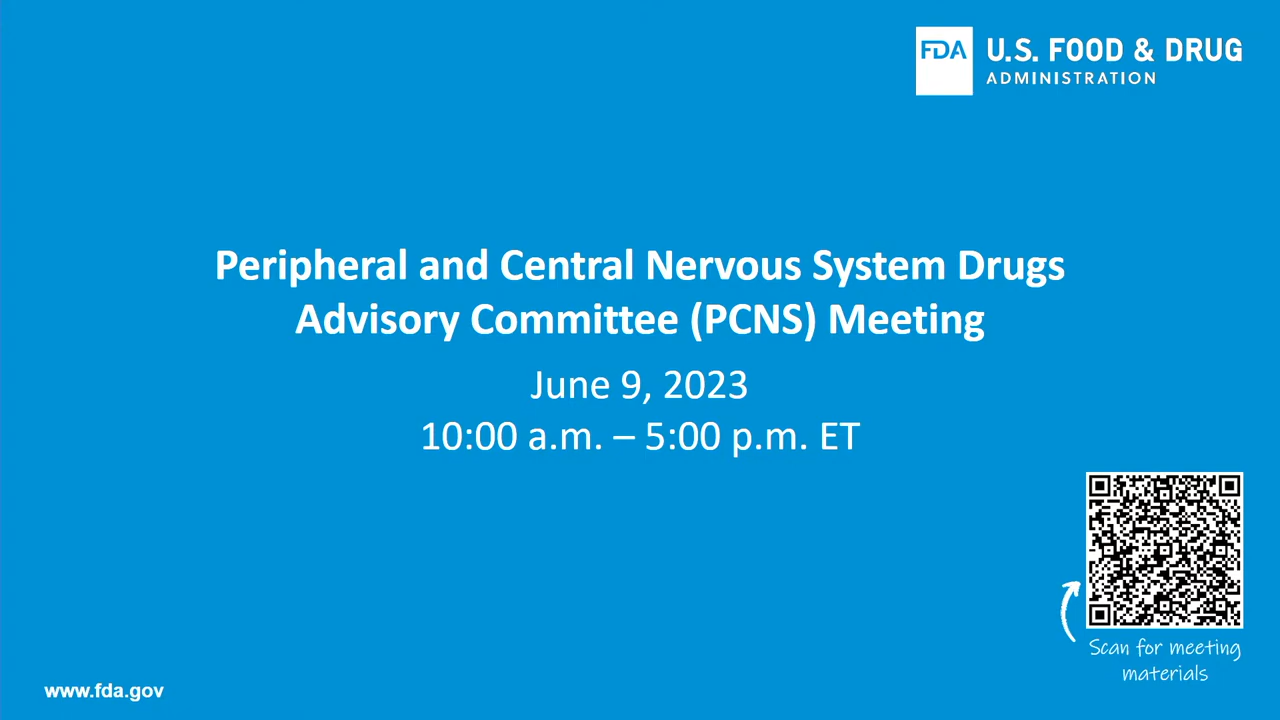 FDA U.S. FOOD & DRUG
ADMINISTRATION
Peripheral and Central Nervous System Drugs
Advisory Committee (PCNS) Meeting
June 9, 2023
10:00 a.m. – 5:00 p.m. ET
Scan for meeting
materials
www.fda.gov